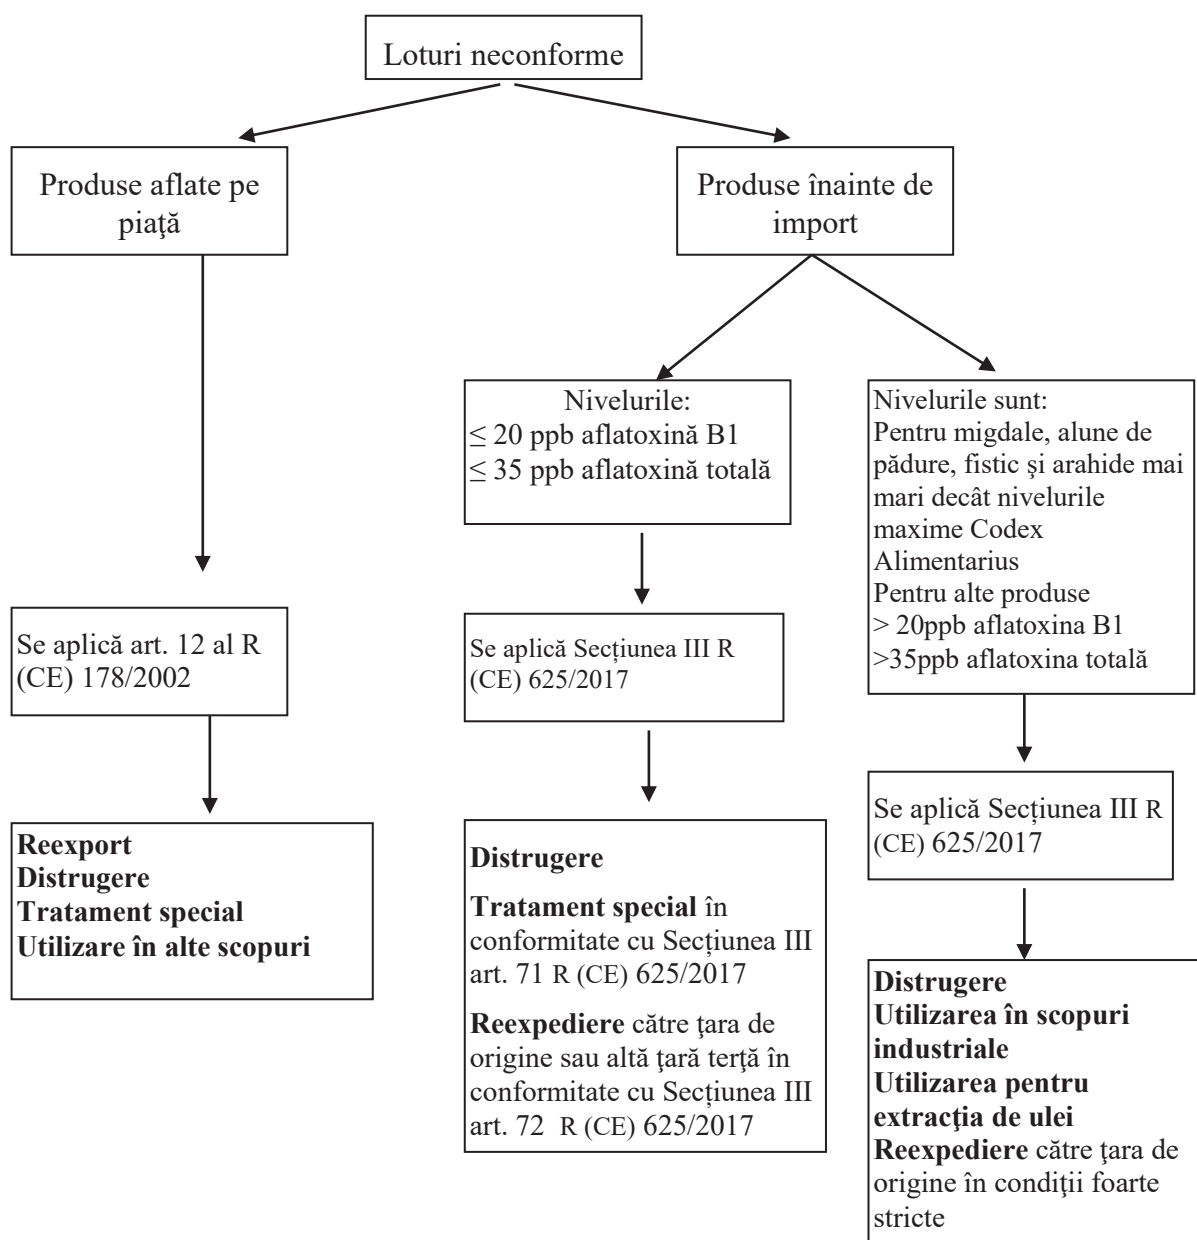 Loturi neconforme
Produse aflate pe
piaţă
Produse înainte de
import
Nivelurile:
≤ 20 ppb aflatoxină B1
≤ 35 ppb aflatoxină totală
Nivelurile sunt:
Pentru migdale, alune de
pădure, fistic şi arahide mai
mari decât nivelurile
maxime Codex
Alimentarius
Pentru alte produse
> 20ppb aflatoxina B1
>35ppb aflatoxina totală
Se aplică art. 12 al R
(CE) 178/2002
Se aplică Secțiunea III R
(CE) 625/2017
Se aplică Secțiunea III R
(CE) 625/2017
Reexport
Distrugere
Tratament special
Utilizare în alte scopuri
Distrugere
Tratament special în
conformitate cu Secțiunea III
art. 71 R (CE) 625/2017
Reexpediere către ţara de
origine sau altă ţară terţă în
conformitate cu Secțiunea III
art. 72 R (CE) 625/2017
Distrugere
Utilizarea în scopuri
industriale
Utilizarea pentru
extracţia de ulei
Reexpediere către ţara de
origine în condiţii foarte
stricte